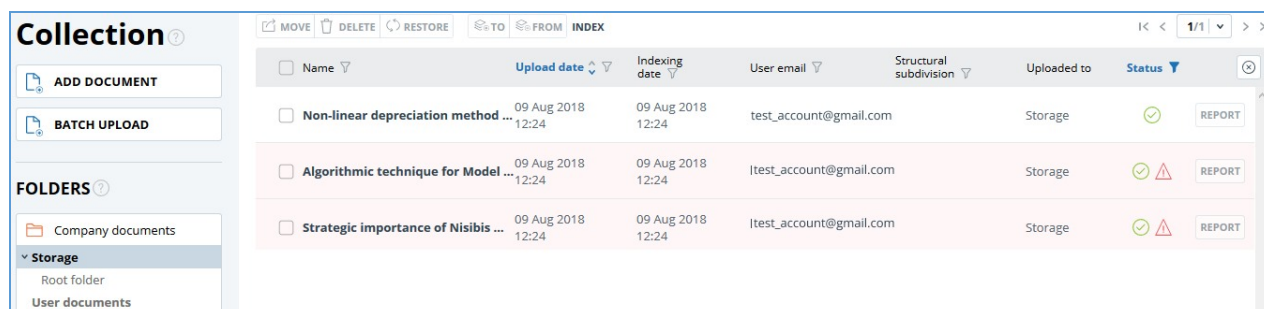 Collection
ADD DOCUMENT
BATCH UPLOAD
FOLDERS
Company documents
Storage
Root folder
User documents
MOVE DELETE RESTORE TO FROM INDEX 1/1
Name Upload date Indexing date User email Structural subdivision Uploaded to Status
Non-linear depreciation method ... 09 Aug 2018 12:24 09 Aug 2018 12:24 test_account@gmail.com Storage REPORT
Algorithmic technique for Model ... 09 Aug 2018 12:24 09 Aug 2018 12:24 ltest_account@gmail.com Storage REPORT
Strategic importance of Nisibis ... 09 Aug 2018 12:24 09 Aug 2018 12:24 ltest_account@gmail.com Storage REPORT